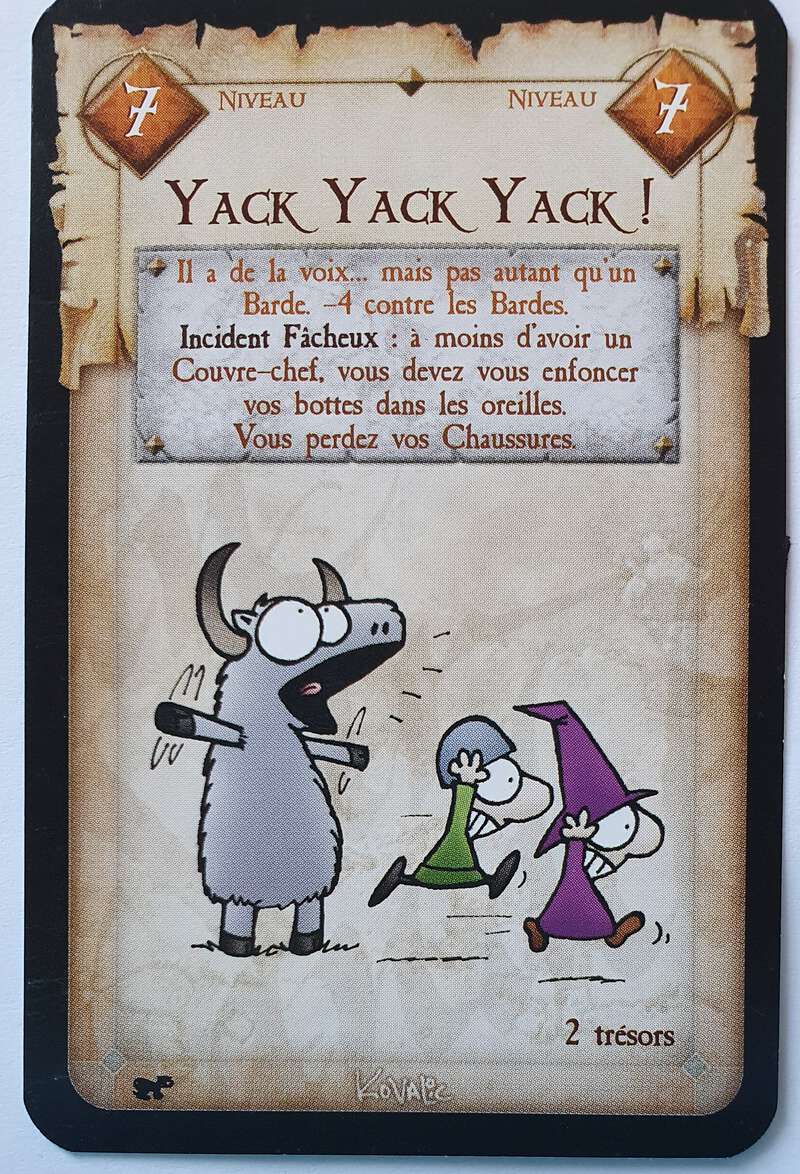 7 NIVEAU NIVEAU 7
YACK YACK YACK !
Il a de la voix... mais pas autant qu'un
Barde. -4 contre les Bardes.
Incident Fâcheux : à moins d'avoir un
Couvre-chef, vous devez vous enfoncer
vos bottes dans les oreilles.
Vous perdez vos Chaussures.
2 trésors
KOVALIC